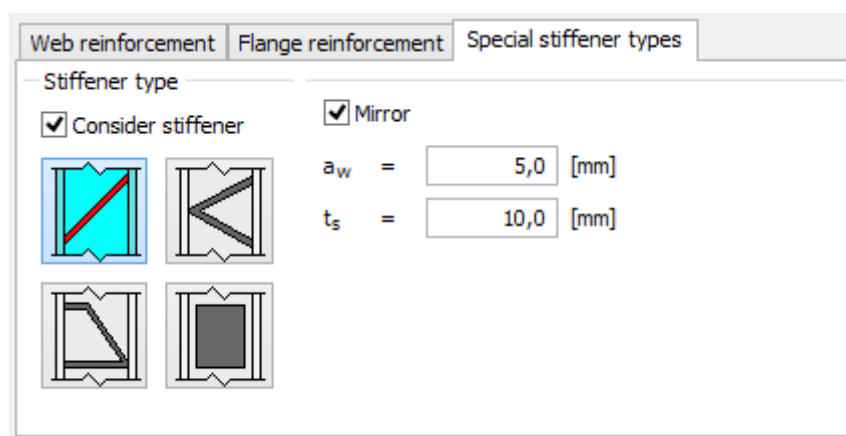 Web reinforcement Flange reinforcement Special stiffener types
Stiffener type
Consider stiffener
Mirror
aw = 5,0 [mm]
ts = 10,0 [mm]